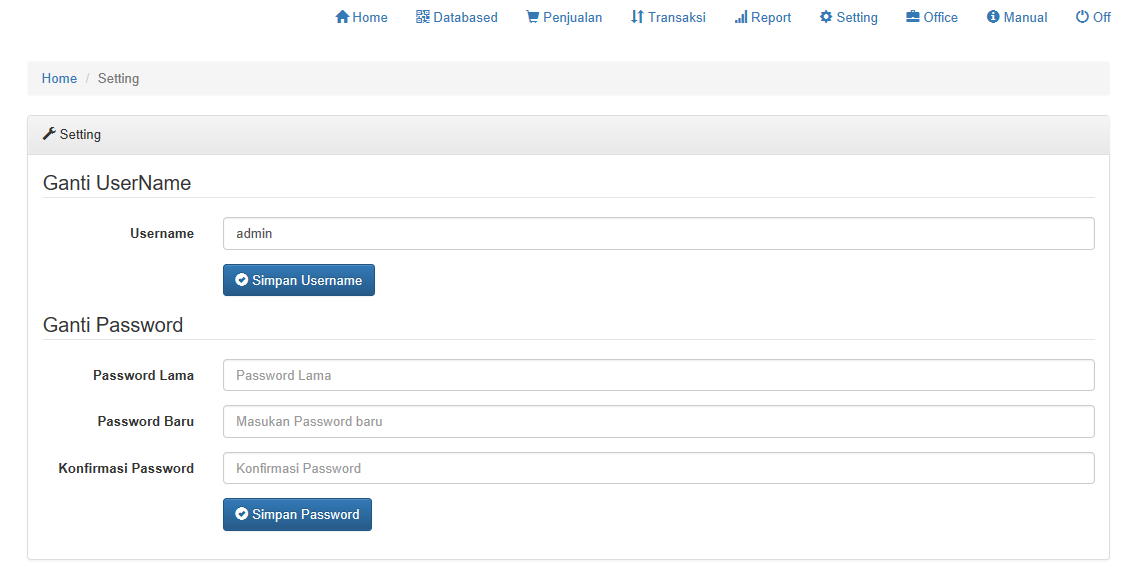 Home Databased Penjualan Transaksi Report Setting Office Manual Off
Home / Setting
Setting
Ganti UserName
Username admin
Simpan Username
Ganti Password
Password Lama Password Lama
Password Baru Masukan Password baru
Konfirmasi Password Konfirmasi Password
Simpan Password